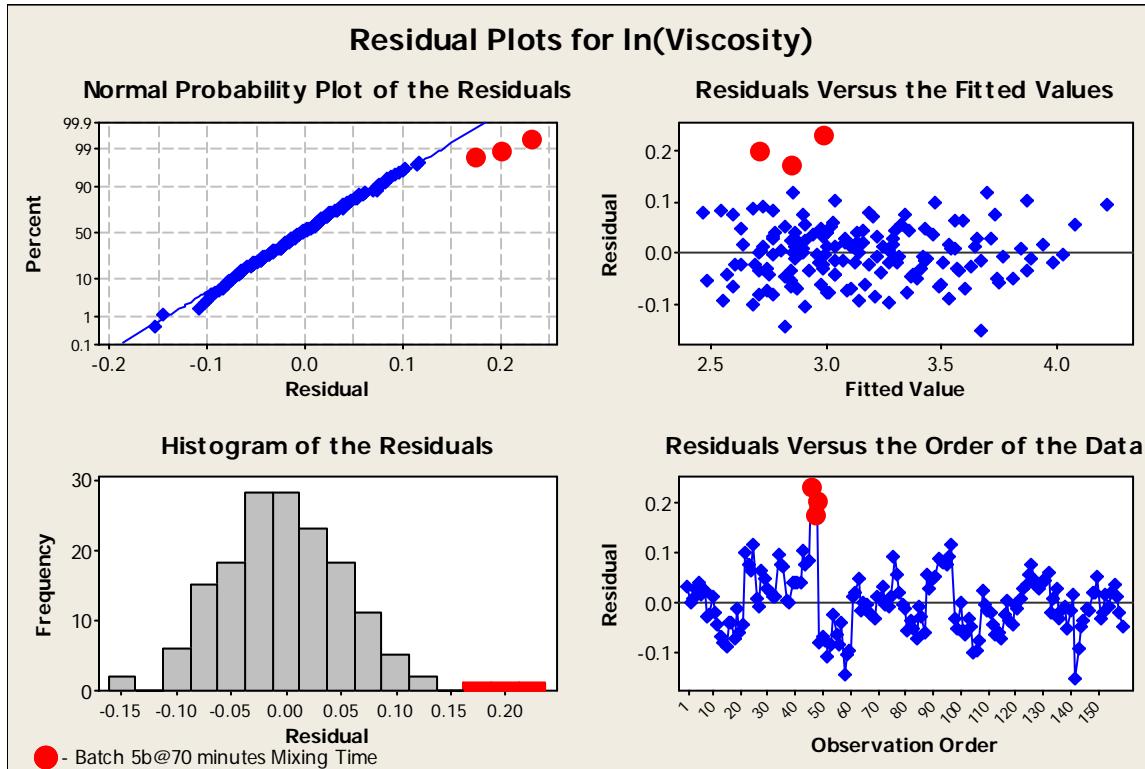 Residual Plots for ln(Viscosity)
Normal Probability Plot of the Residuals
99.9
99
90
50
10
1
0.1
Percent
-0.2 -0.1 0.0 0.1 0.2
Residual
Residuals Versus the Fitted Values
0.2
0.1
0.0
-0.1
Residual
2.5 3.0 3.5 4.0
Fitted Value
Histogram of the Residuals
30
20
10
0
Frequency
-0.15 -0.10 -0.05 0.00 0.05 0.10 0.15 0.20
Residual
- Batch 5b@70 minutes Mixing Time
Residuals Versus the Order of the Data
0.2
0.1
0.0
-0.1
Residual
1 10 20 30 40 50 60 70 80 90 100 110 120 130 140 150
Observation Order